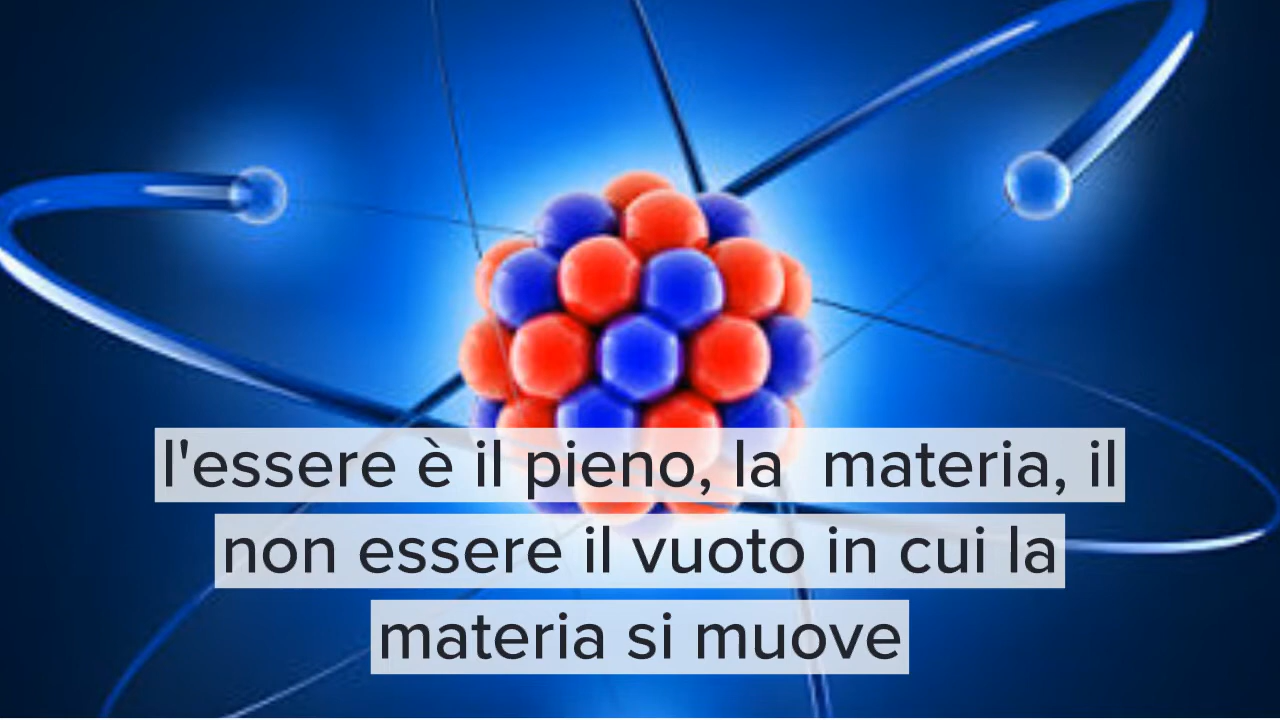 l'essere è il pieno, la  materia, il
non essere il vuoto in cui la
materia si muove